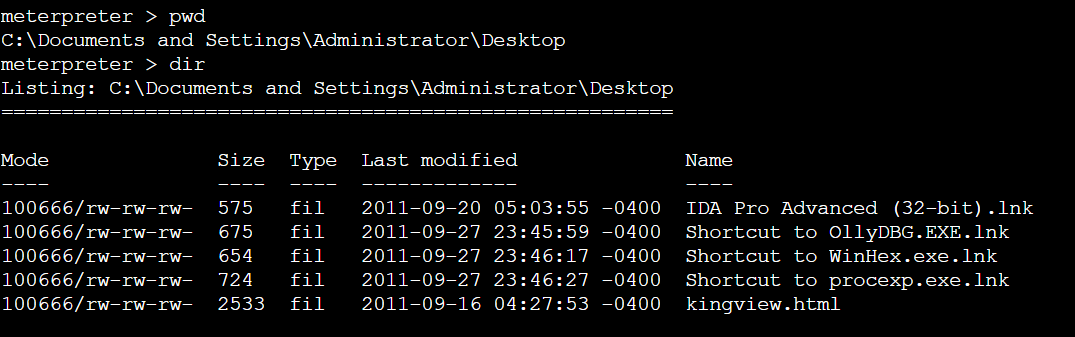 meterpreter > pwd
C:\Documents and Settings\Administrator\Desktop
meterpreter > dir
Listing: C:\Documents and Settings\Administrator\Desktop
========================================================
Mode              Size  Type  Last modified              Name
----              ----  ----  -------------              ----
100666/rw-rw-rw-  575   fil   2011-09-20 05:03:55 -0400  IDA Pro Advanced (32-bit).lnk
100666/rw-rw-rw-  675   fil   2011-09-27 23:45:59 -0400  Shortcut to OllyDBG.EXE.lnk
100666/rw-rw-rw-  654   fil   2011-09-27 23:46:17 -0400  Shortcut to WinHex.exe.lnk
100666/rw-rw-rw-  724   fil   2011-09-27 23:46:27 -0400  Shortcut to procexp.exe.lnk
100666/rw-rw-rw-  2533  fil   2011-09-16 04:27:53 -0400  kingview.html